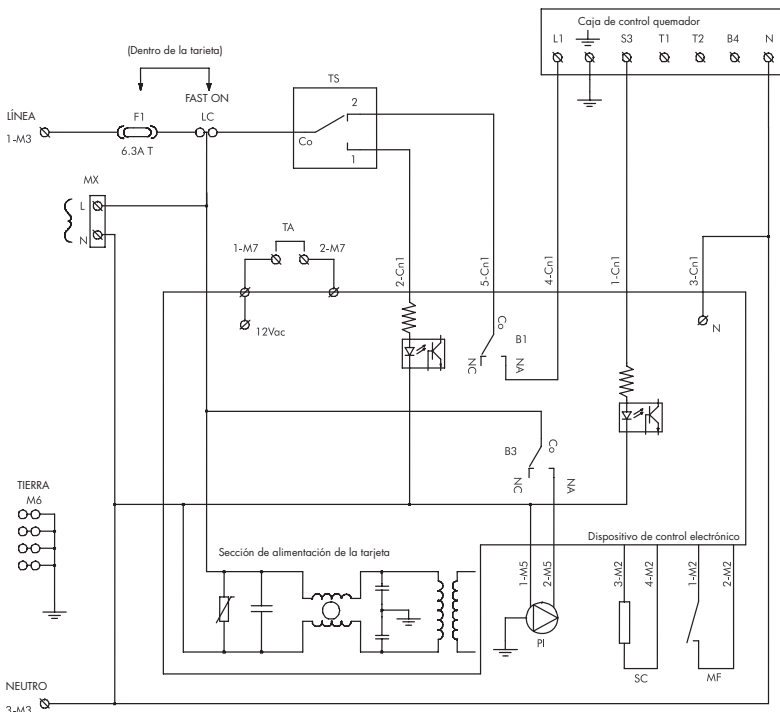 Caja de control quemador
L1 S3 T1 T2 B4 N
(Dentro de la tarieta)
FAST ON
TS
LÍNEA
F1 LC
2
1-M3
6.3A T
Co
1
MX
L
N
TA
1-M7 2-M7
2-Cn1
5-Cn1
4-Cn1
1-Cn1
3-Cn1
12Vac
N
Co
B1
NC
NA
B3
Co
NC
NA
TIERRA
M6
Sección de alimentación de la tarjeta
Dispositivo de control electrónico
1-M5
2-M5
3-M2
4-M2
1-M2
2-M2
PI
SC
MF
NEUTRO
3-M3